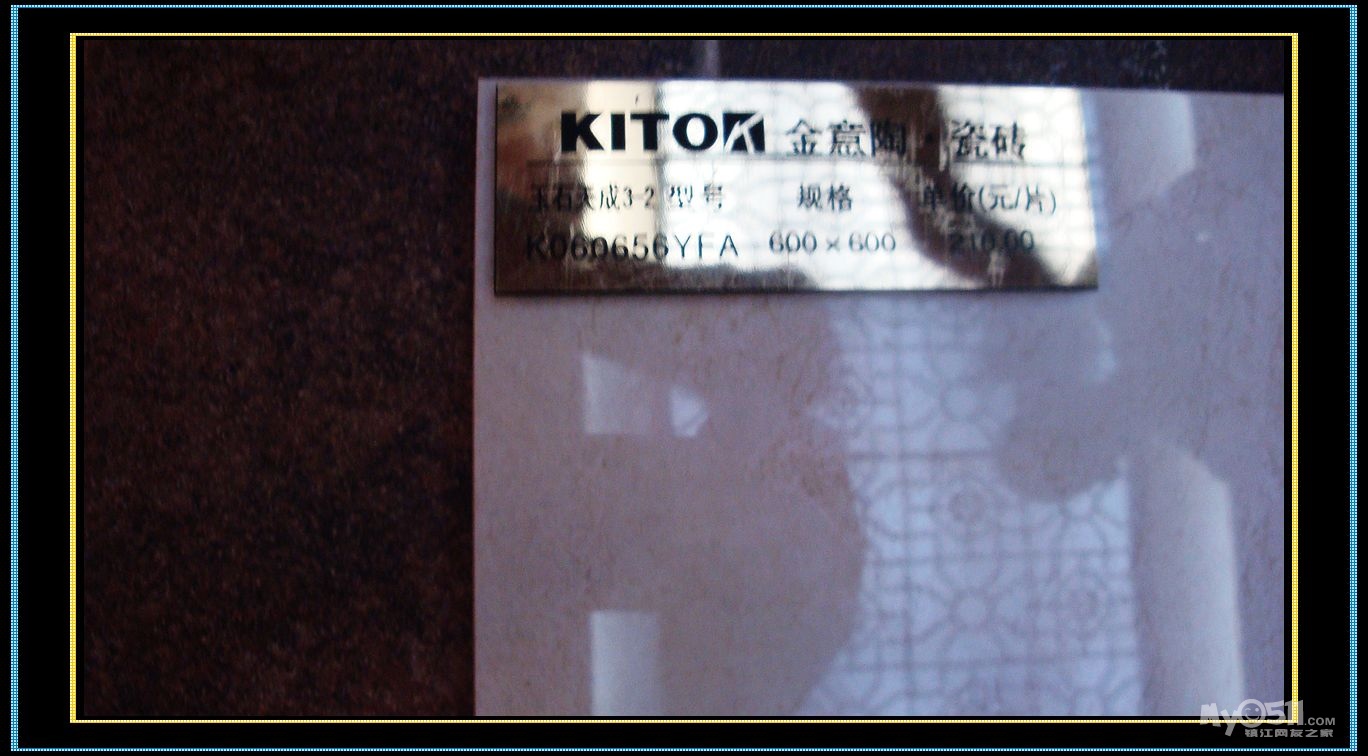 KITO 金意陶·瓷砖
玉石天成3-2 型号 规格 单价(元/片)
K060656YFA 600×600 210.00
My0511.COM
镇江网友之家